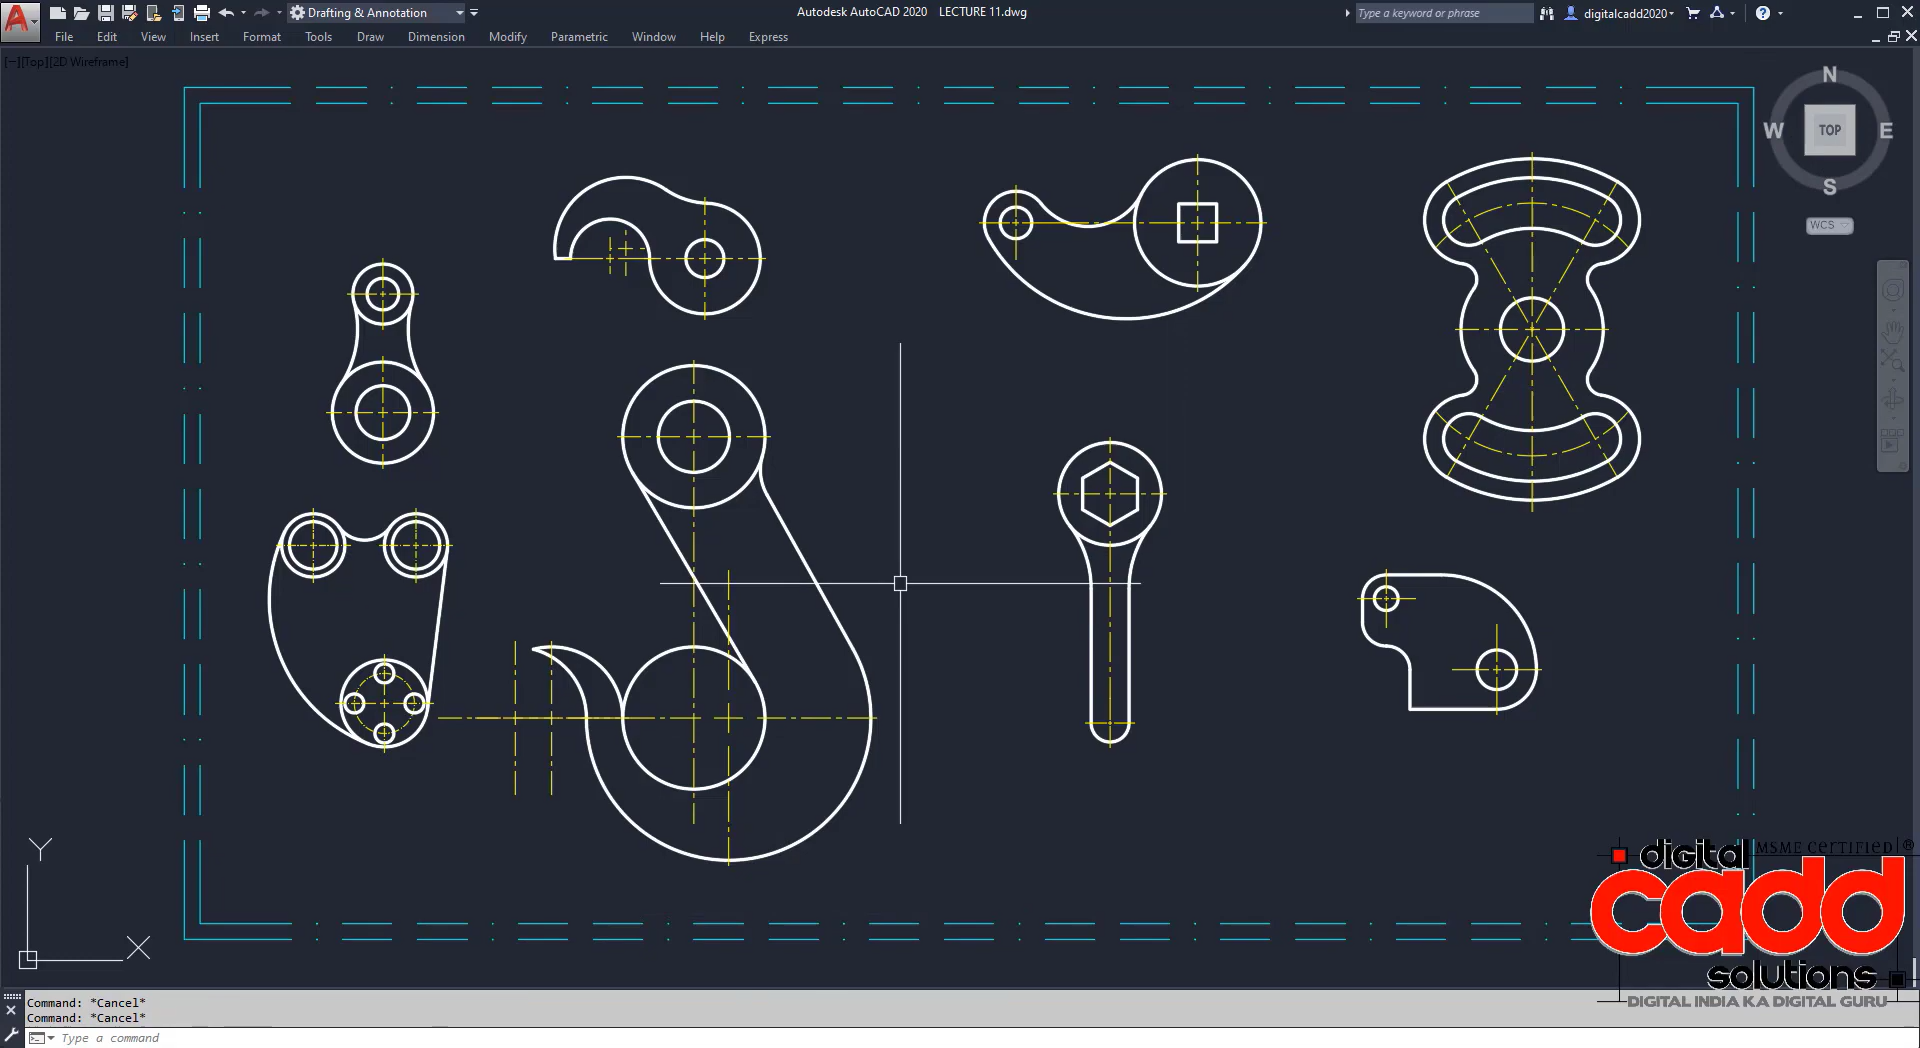 Drafting & Annotation
Autodesk AutoCAD 2020 LECTURE 11.dwg
Type a keyword or phrase
digitalcadd2020
File Edit View Insert Format Tools Draw Dimension Modify Parametric Window Help Express
[−][Top][2D Wireframe]
N
W TOP E
S
WCS
Y
X
digital MSME CERTIFIED ®
cadd
solutions
DIGITAL INDIA KA DIGITAL GURU
Command: *Cancel*
Command: *Cancel*
Type a command